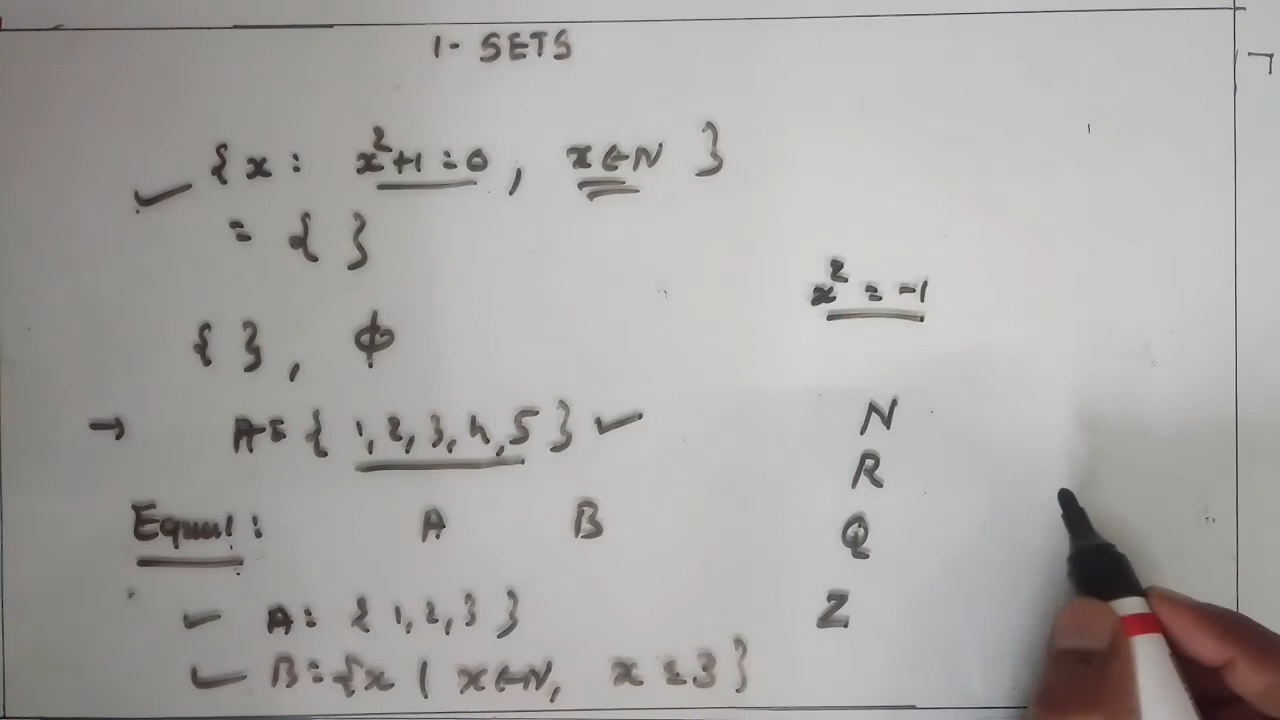 1- SETS
{x: x²+1=0, x∈N}
= { }
x² = -1
{ }, ϕ
N
A= { 1,2,3,4,5}
R
Equal: A B
Q
A= { 1,2,3 }
Z
B={x | x∈N, x ≤ 3}